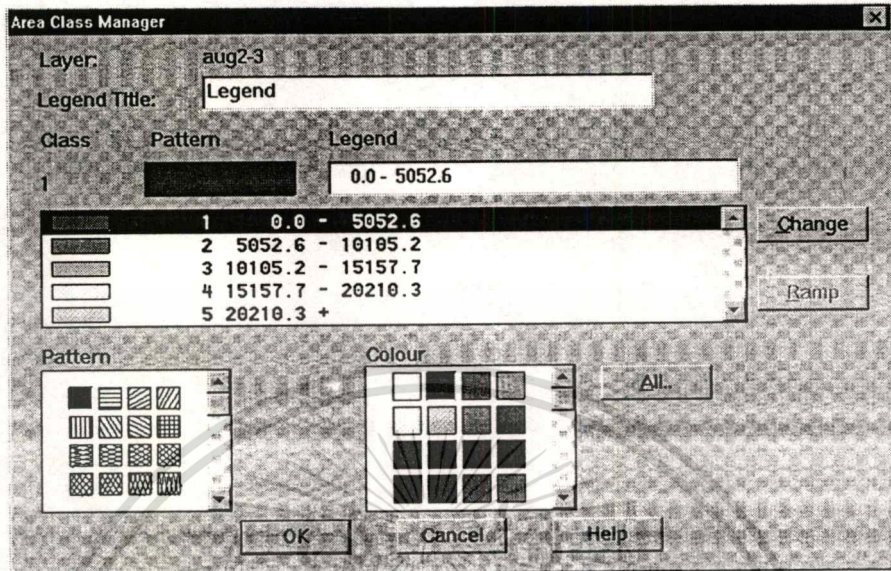 Area Class Manager
Layer: aug2-3
Legend Title: Legend
Class Pattern Legend
1 0.0 - 5052.6
1 0.0 - 5052.6
2 5052.6 - 10105.2
3 10105.2 - 15157.7
4 15157.7 - 20210.3
5 20210.3 +
Change
Ramp
Pattern Colour
All..
OK Cancel Help